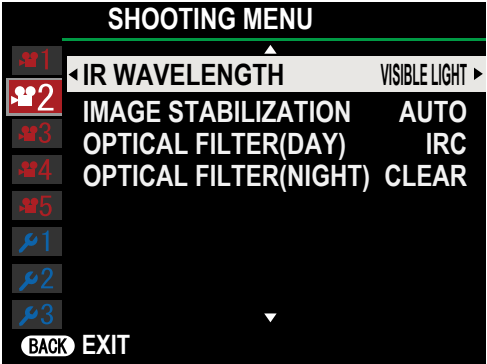 SHOOTING MENU
1
IR WAVELENGTH VISIBLE LIGHT
2
IMAGE STABILIZATION AUTO
3
OPTICAL FILTER(DAY) IRC
4
OPTICAL FILTER(NIGHT) CLEAR
5
1
2
3
BACK EXIT